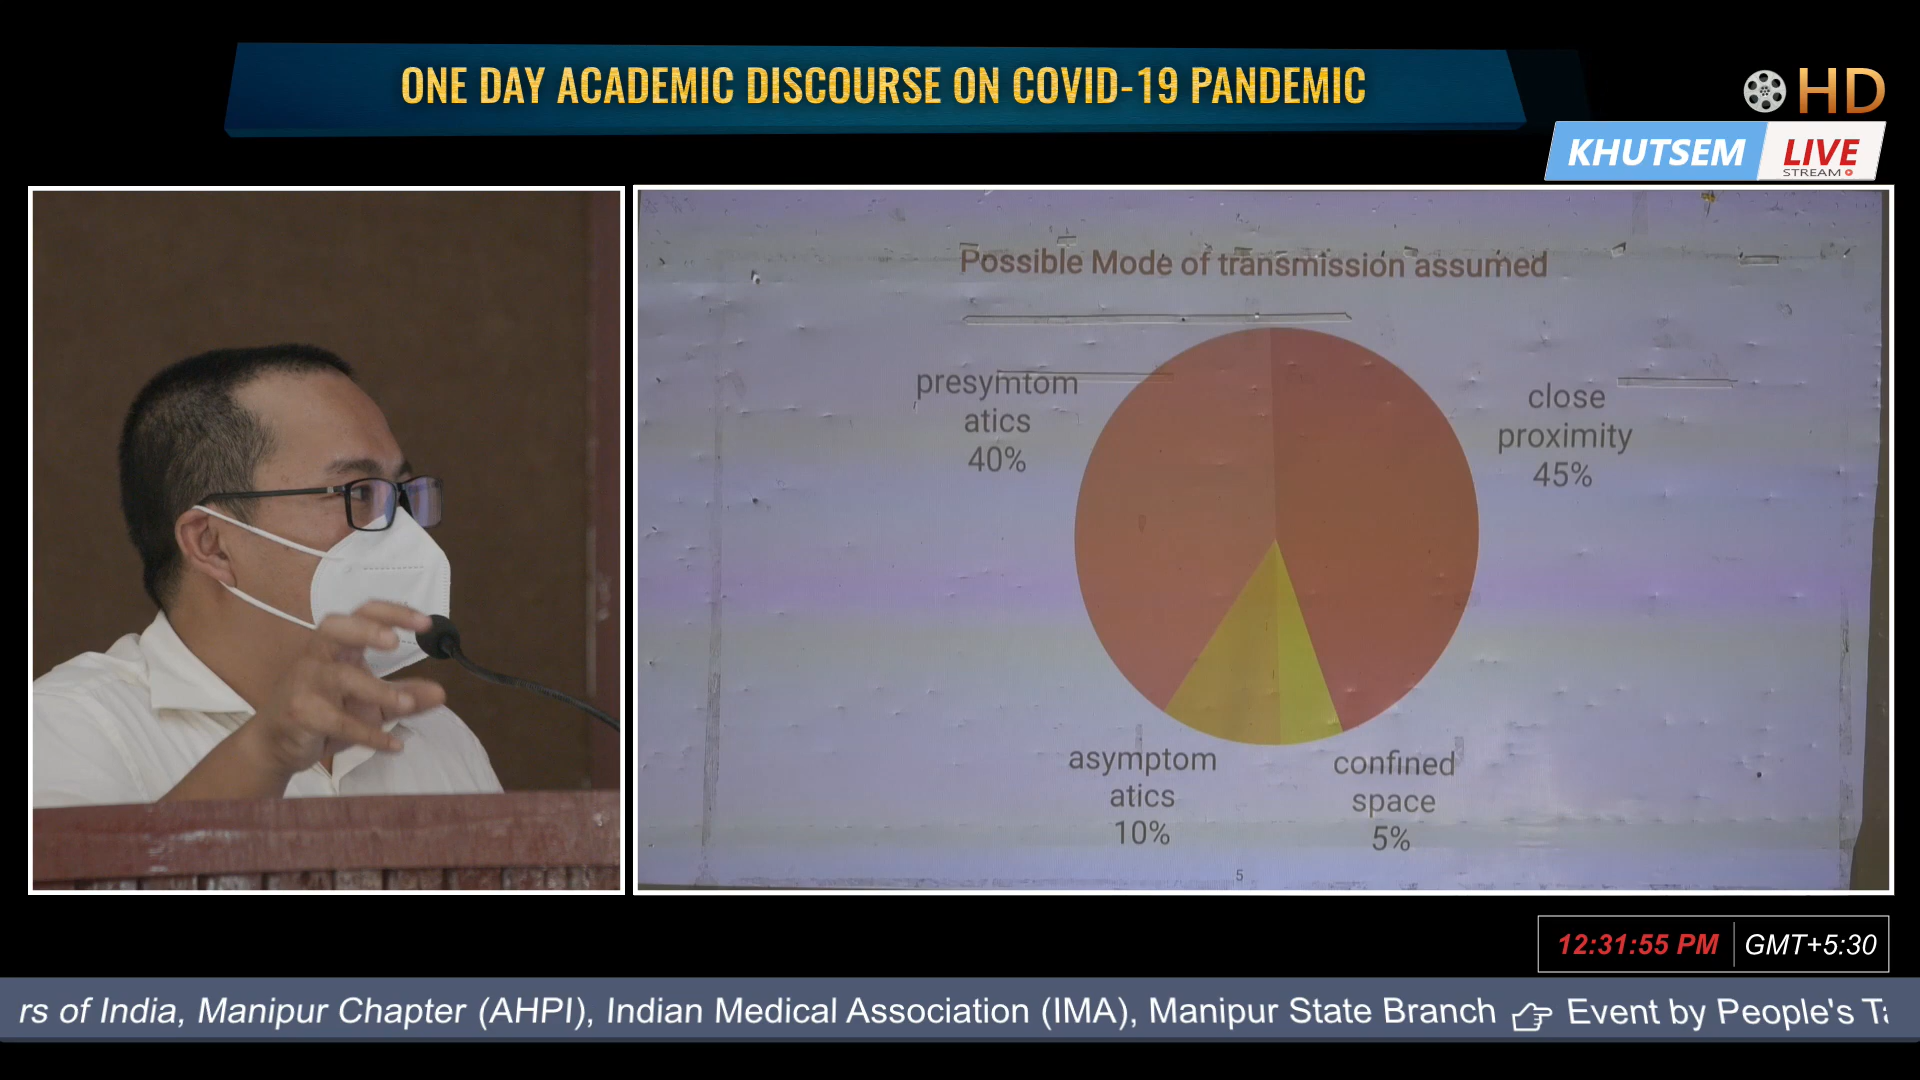 ONE DAY ACADEMIC DISCOURSE ON COVID-19 PANDEMIC
HD
KHUTSEM LIVE
STREAM
Possible Mode of transmission assumed
presymtom
atics
40%
close
proximity
45%
asymptom
atics
10%
confined
space
5%
5
12:31:55 PM GMT+5:30
rs of India, Manipur Chapter (AHPI), Indian Medical Association (IMA), Manipur State Branch Event by People's